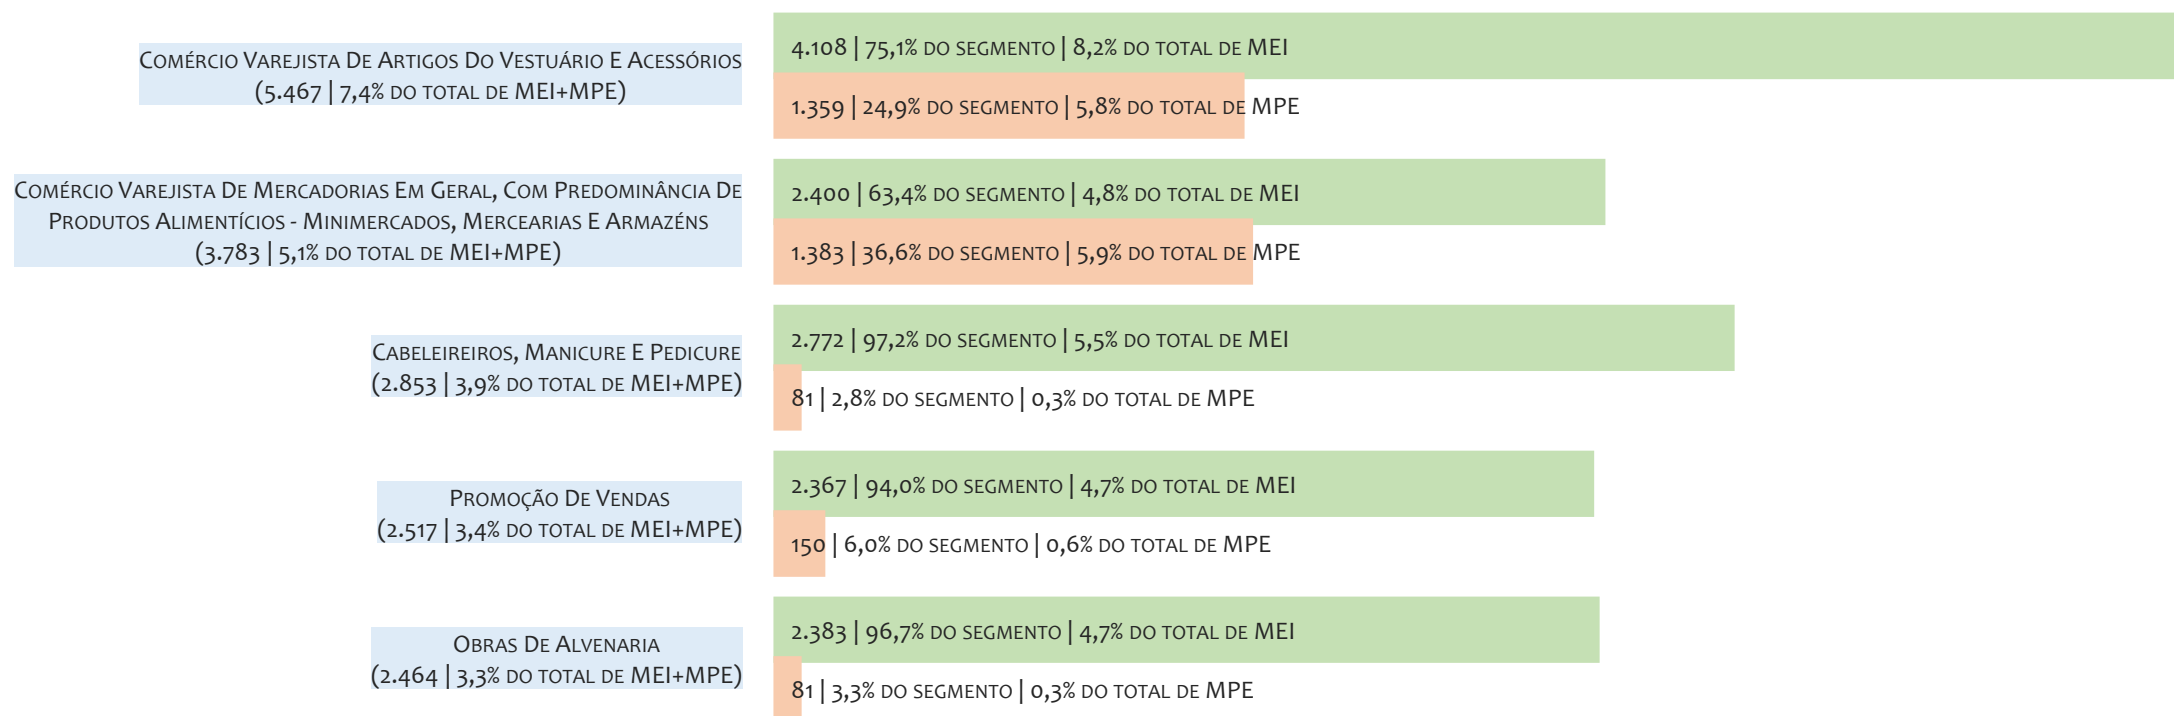 Comércio Varejista De Artigos Do Vestuário E Acessórios
(5.467 | 7,4% do total de MEI+MPE)
4.108 | 75,1% do segmento | 8,2% do total de MEI
1.359 | 24,9% do segmento | 5,8% do total de MPE
Comércio Varejista De Mercadorias Em Geral, Com Predominância De
Produtos Alimentícios - Minimercados, Mercearias E Armazéns
(3.783 | 5,1% do total de MEI+MPE)
2.400 | 63,4% do segmento | 4,8% do total de MEI
1.383 | 36,6% do segmento | 5,9% do total de MPE
Cabeleireiros, Manicure E Pedicure
(2.853 | 3,9% do total de MEI+MPE)
2.772 | 97,2% do segmento | 5,5% do total de MEI
81 | 2,8% do segmento | 0,3% do total de MPE
Promoção De Vendas
(2.517 | 3,4% do total de MEI+MPE)
2.367 | 94,0% do segmento | 4,7% do total de MEI
150 | 6,0% do segmento | 0,6% do total de MPE
Obras De Alvenaria
(2.464 | 3,3% do total de MEI+MPE)
2.383 | 96,7% do segmento | 4,7% do total de MEI
81 | 3,3% do segmento | 0,3% do total de MPE